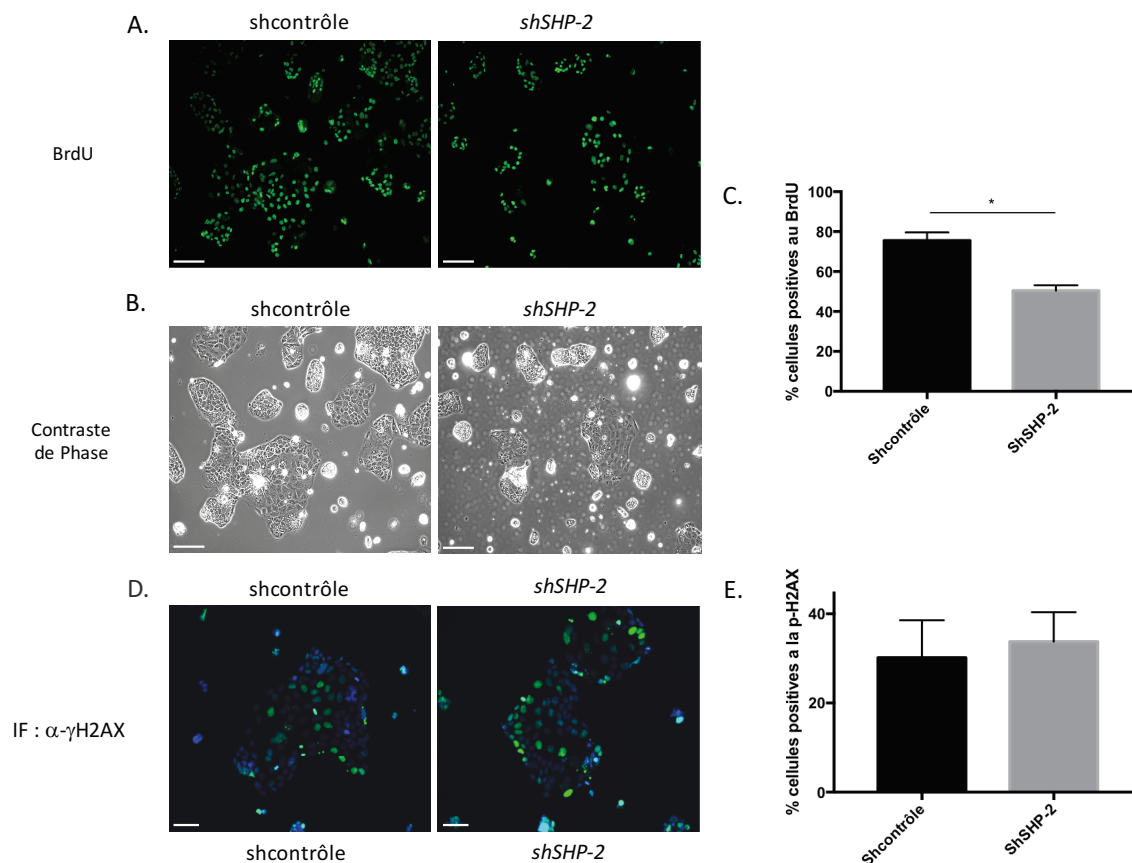 A.
shcontrôle
shSHP-2
BrdU
B.
shcontrôle
shSHP-2
Contraste
de Phase
C.
% cellules positives au BrdU
100
80
60
40
20
0
*
Shcontrôle
ShSHP-2
D.
shcontrôle
shSHP-2
IF : α-γH2AX
shcontrôle
shSHP-2
E.
% cellules positives a la p-H2AX
40
20
0
Shcontrôle
ShSHP-2